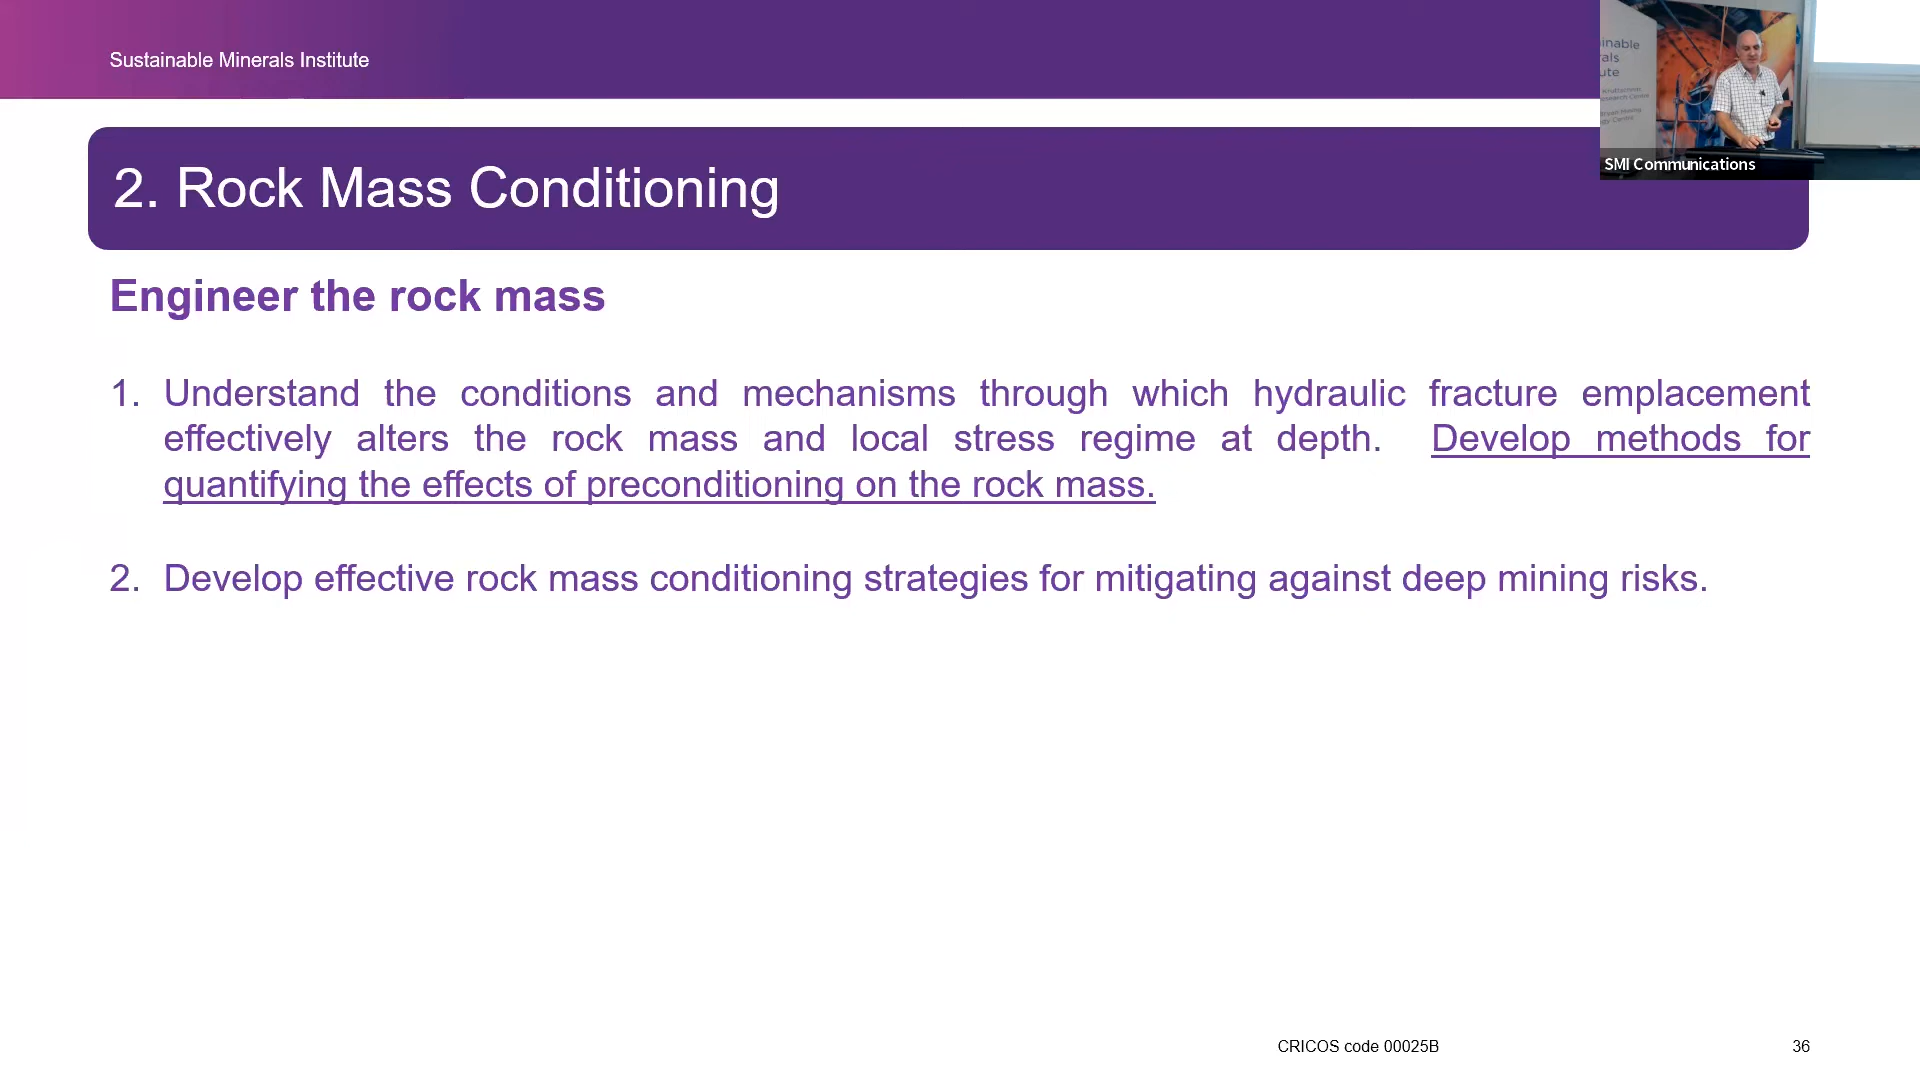 Sustainable Minerals Institute
inable
rals
ute
SMI Communications
2. Rock Mass Conditioning
Engineer the rock mass
1. Understand the conditions and mechanisms through which hydraulic fracture emplacement
effectively alters the rock mass and local stress regime at depth. Develop methods for
quantifying the effects of preconditioning on the rock mass.
2. Develop effective rock mass conditioning strategies for mitigating against deep mining risks.
CRICOS code 00025B
36